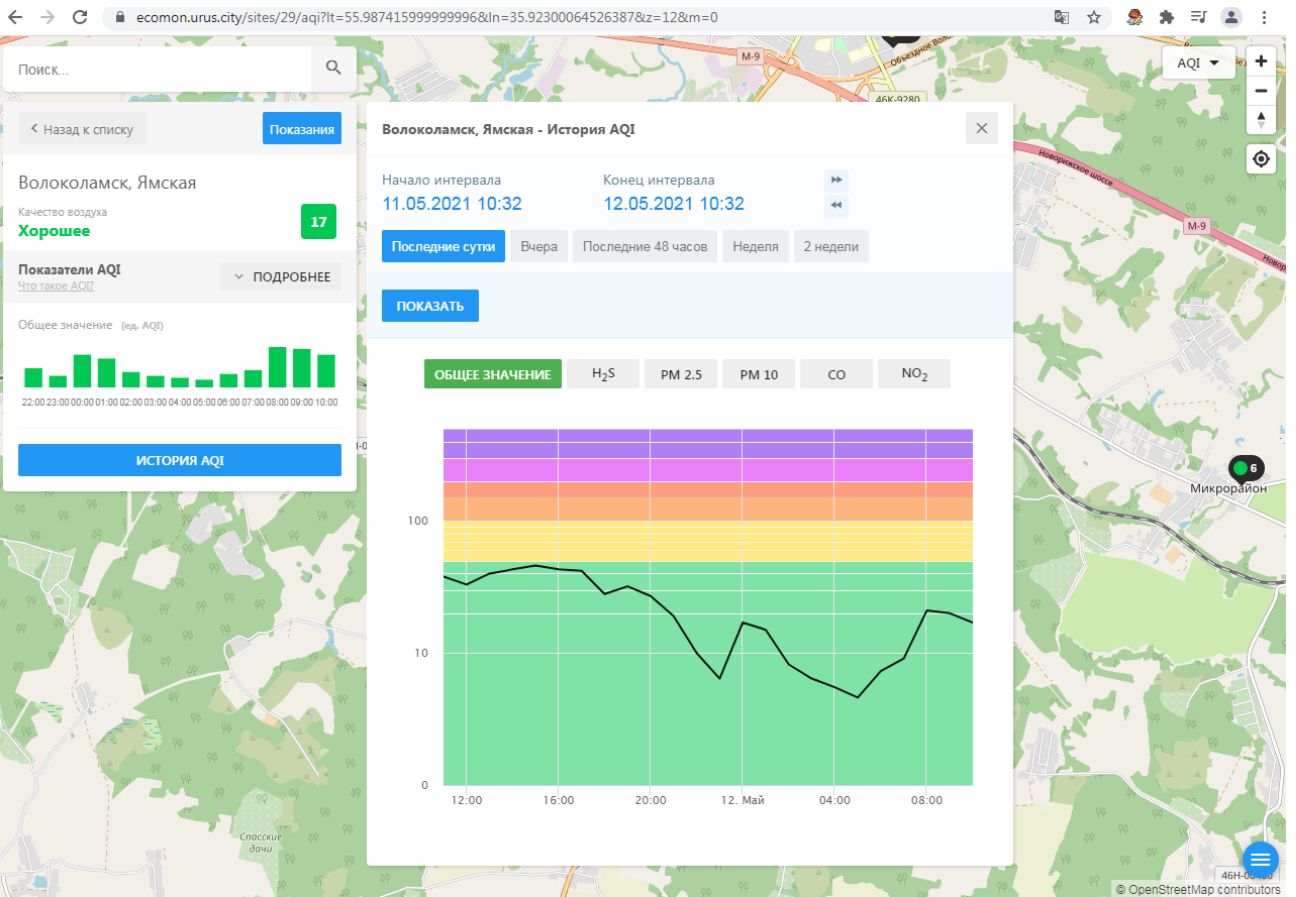 ecomon.urus.city/sites/29/aqi?lt=55.987415999999996&ln=35.92300064526387&z=12&m=0
Поиск...
M-9
Объездное
46К-9280
AQI
Назад к списку
Показания
Волоколамск, Ямская
Качество воздуха
Хорошее
17
Показатели AQI
Что такое AQI?
ПОДРОБНЕЕ
Общее значение (ед. AQI)
22:00 23:00 00:00 01:00 02:00 03:00 04:00 05:00 06:00 07:00 08:00 09:00 10:00
ИСТОРИЯ AQI
Волоколамск, Ямская - История AQI
Начало интервала
Конец интервала
11.05.2021 10:32
12.05.2021 10:32
Последние сутки
Вчера
Последние 48 часов
Неделя
2 недели
ПОКАЗАТЬ
ОБЩЕЕ ЗНАЧЕНИЕ
H2S
PM 2.5
PM 10
CO
NO2
100
10
0
12:00
16:00
20:00
12. Май
04:00
08:00
Новорижское шоссе
M-9
6
Микрорайон
Спасские
дачи
© OpenStreetMap contributors